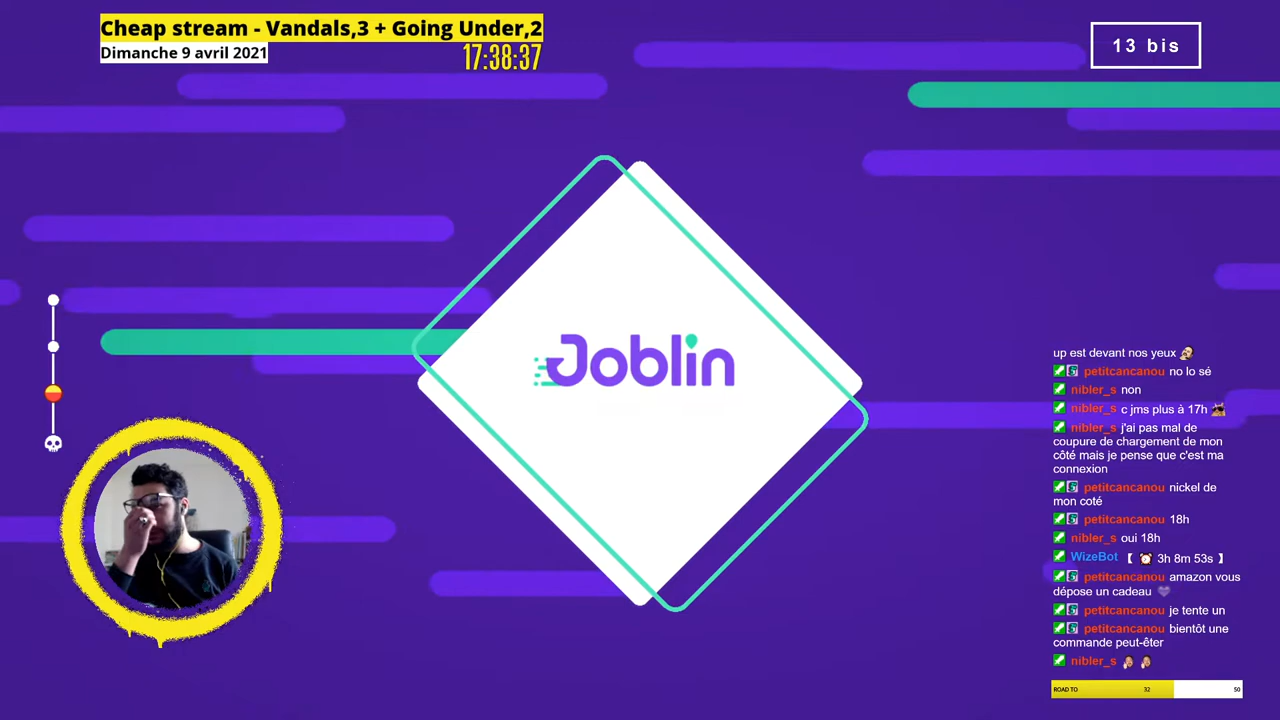 Cheap stream - Vandals,3 + Going Under,2
Dimanche 9 avril 2021
17:38:37
13 bis
Joblin
up est devant nos yeux
petitcancanou no lo sé
nibler_s non
nibler_s c jms plus à 17h
nibler_s j'ai pas mal de
coupure de chargement de mon
côté mais je pense que c'est ma
connexion
petitcancanou nickel de
mon coté
petitcancanou 18h
nibler_s oui 18h
WizeBot 【 ⏰ 3h 8m 53s 】
petitcancanou amazon vous
dépose un cadeau 💜
petitcancanou je tente un
petitcancanou bientôt une
commande peut-êter
nibler_s
ROAD TO 32 50